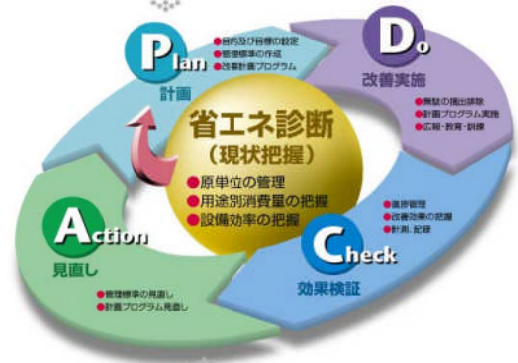 Plan
計画
●目的及び目標の設定
●管理標準の作成
●改善計画プログラム
Do
改善実施
●無駄の摘出排除
●計画プログラム実施
●広報・教育・訓練
省エネ診断
（現状把握）
●原単位の管理
●用途別消費量の把握
●設備効率の把握
Check
効果検証
●進捗管理
●改善効果の把握
●計測、記録
Action
見直し
●管理標準の見直し
●計画プログラム見直し